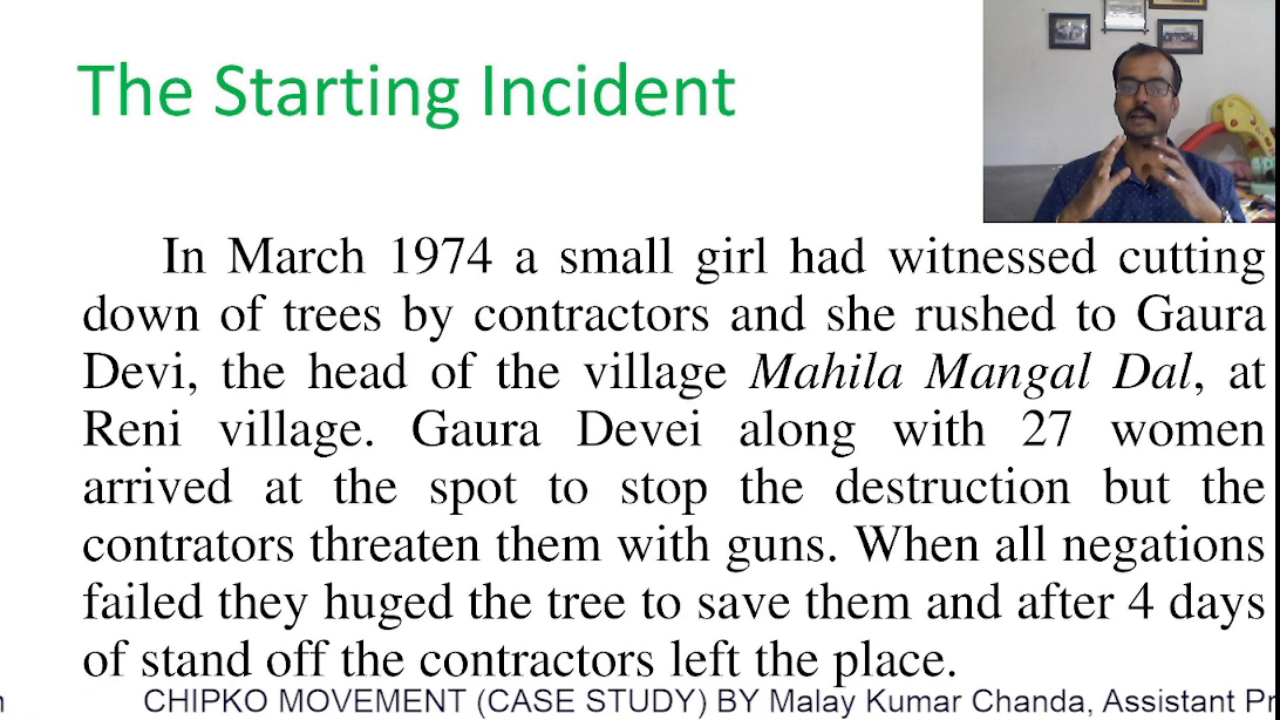 The Starting Incident
In March 1974 a small girl had witnessed cutting
down of trees by contractors and she rushed to Gaura
Devi, the head of the village Mahila Mangal Dal, at
Reni village. Gaura Devei along with 27 women
arrived at the spot to stop the destruction but the
contrators threaten them with guns. When all negations
failed they huged the tree to save them and after 4 days
of stand off the contractors left the place.
CHIPKO MOVEMENT (CASE STUDY) BY Malay Kumar Chanda, Assistant Pr